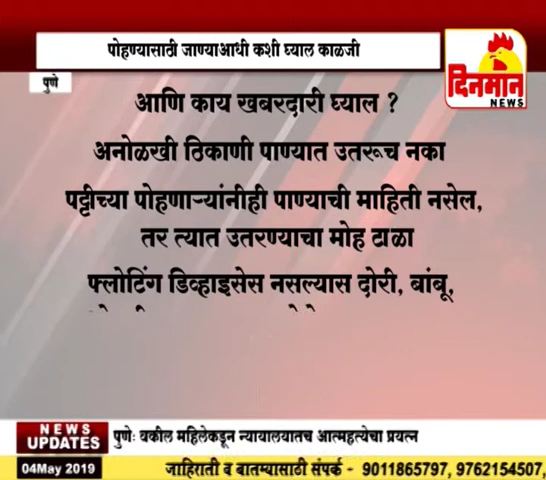 पोहण्यासाठी जाण्याआधी कशी घ्याल काळजी
दिनमान
NEWS
पुणे
आणि काय खबरदारी घ्याल ?
अनोळखी ठिकाणी पाण्यात उतरूच नका
पट्टीच्या पोहणाऱ्यांनीही पाण्याची माहिती नसेल,
तर त्यात उतरण्याचा मोह टाळा
फ्लोटिंग डिव्हाइसेस नसल्यास दोरी, बांबू,
NEWS
UPDATES
पुणेः वकील महिलेकडून न्यायालयातच आत्महत्येचा प्रयत्न
04May 2019
जाहिराती व बातम्यासाठी संपर्क - 9011865797, 9762154507,